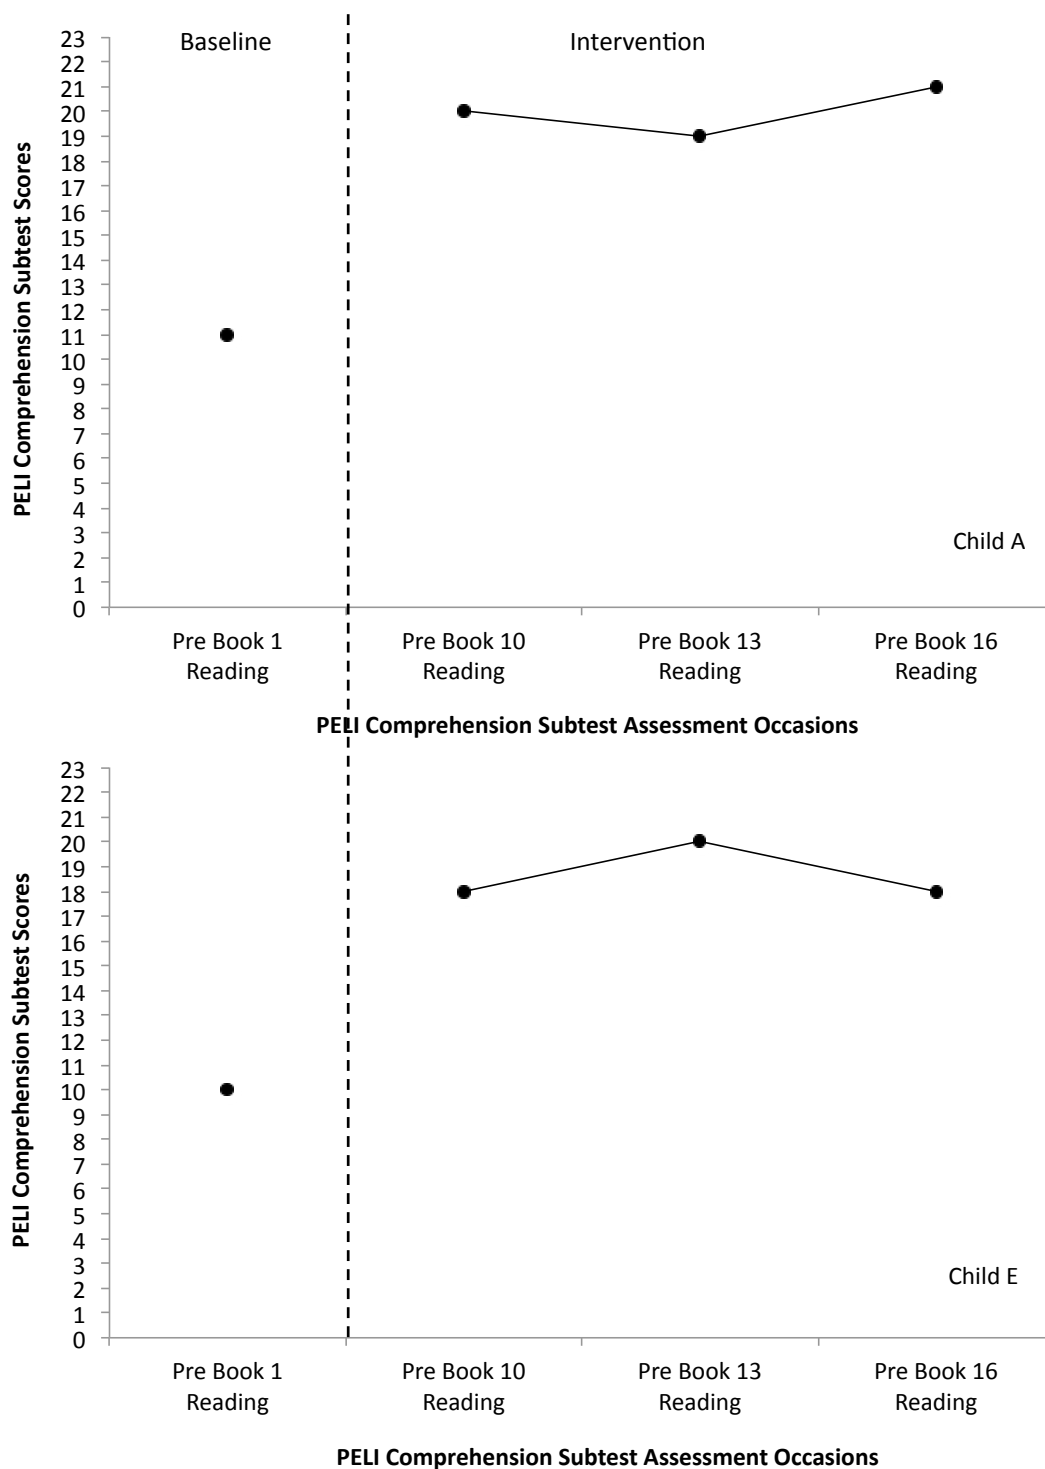 Baseline
Intervention
PELI Comprehension Subtest Scores
23
22
21
20
19
18
17
16
15
14
13
12
11
10
9
8
7
6
5
4
3
2
1
0
Child A
Pre Book 1
Reading
Pre Book 10
Reading
Pre Book 13
Reading
Pre Book 16
Reading
PELI Comprehension Subtest Assessment Occasions
PELI Comprehension Subtest Scores
23
22
21
20
19
18
17
16
15
14
13
12
11
10
9
8
7
6
5
4
3
2
1
0
Child E
Pre Book 1
Reading
Pre Book 10
Reading
Pre Book 13
Reading
Pre Book 16
Reading
PELI Comprehension Subtest Assessment Occasions